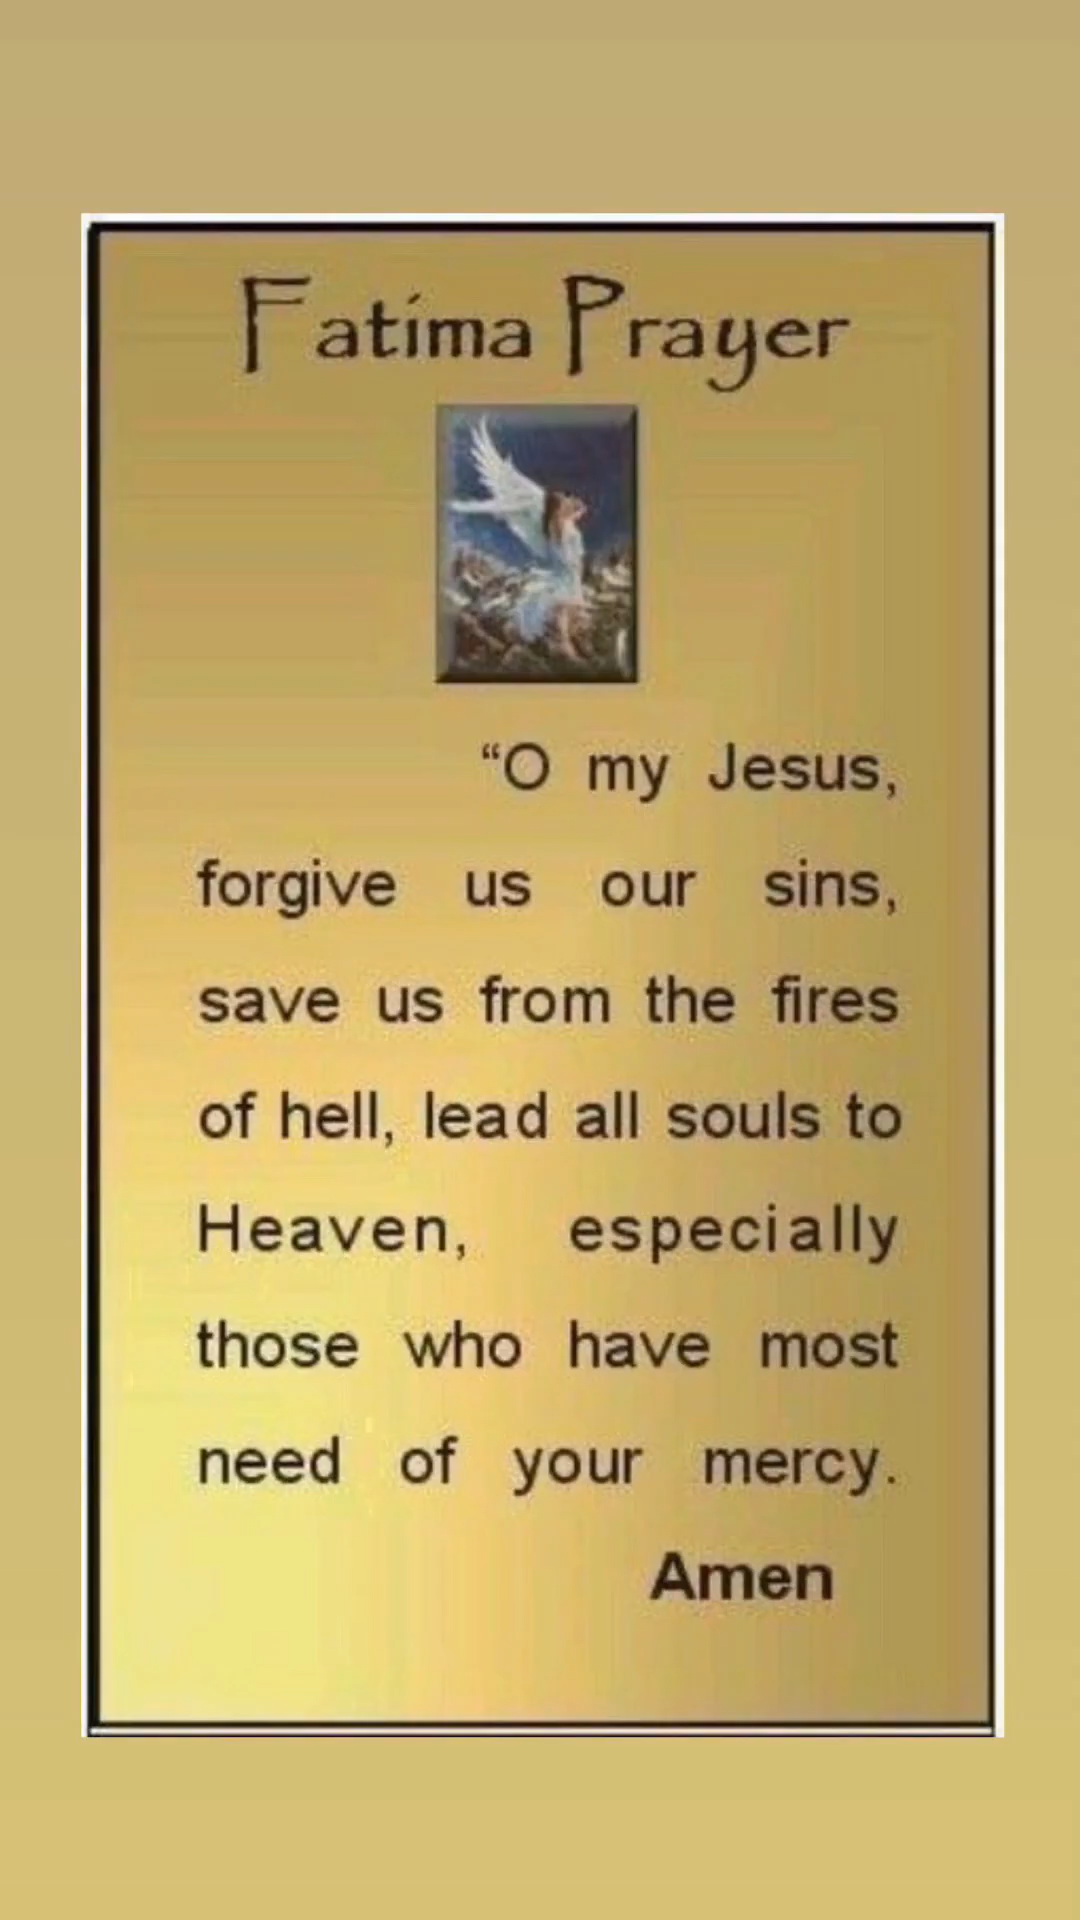 Fatima Prayer
“O my Jesus,
forgive us our sins,
save us from the fires
of hell, lead all souls to
Heaven, especially
those who have most
need of your mercy.
Amen